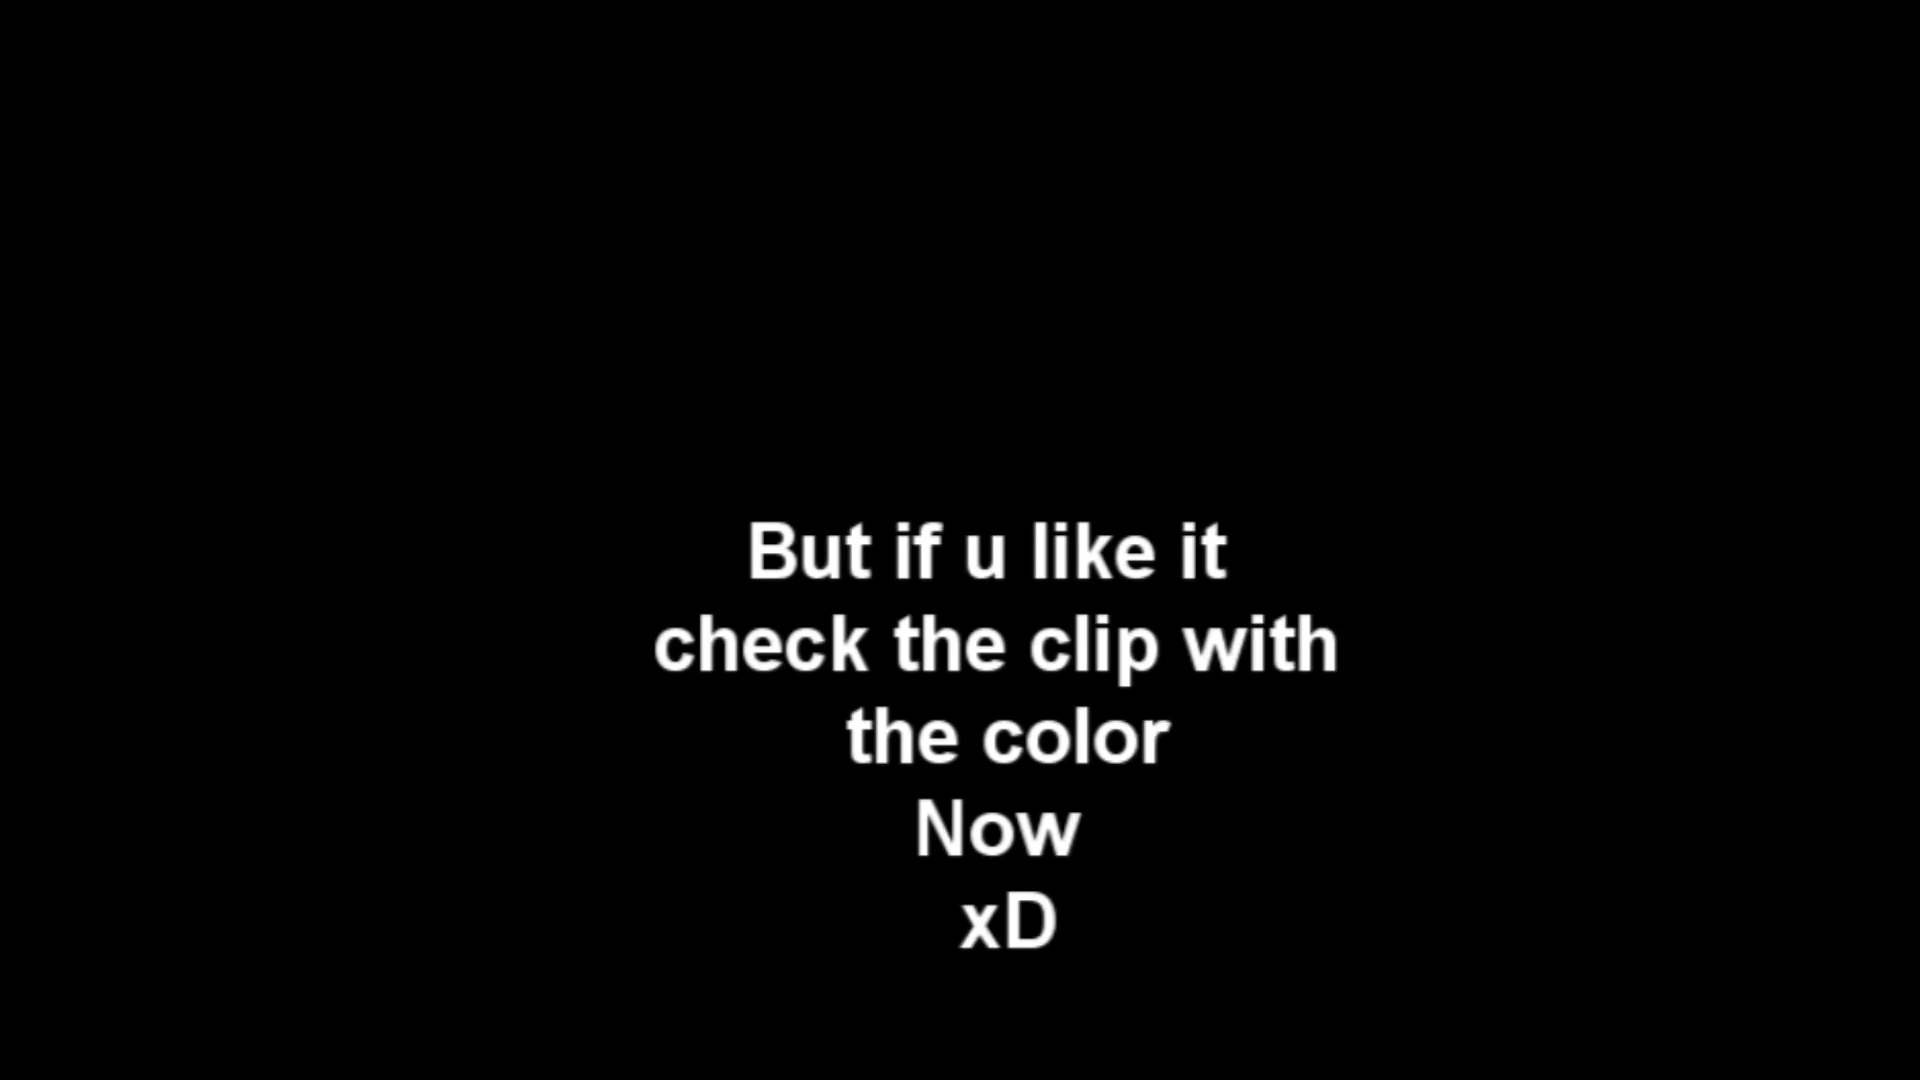 But if u like it
check the clip with
the color
Now
xD